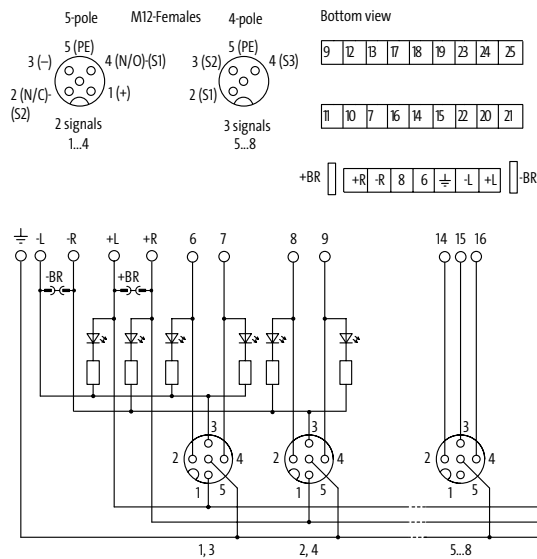 5-pole M12-Females 4-pole Bottom view
5 (PE) 5 (PE)
3 (–) 4 (N/O)-(S1) 3 (S2) 4 (S3)
2 (N/C)- 1 (+) 2 (S1)
(S2)
2 signals 3 signals
1...4 5...8
9 12 13 17 18 19 23 24 25
11 10 7 16 14 15 22 20 21
+BR +R -R 8 6 ⏚ -L +L -BR
⏚ -L -R +L +R 6 7 8 9 14 15 16
-BR +BR
3 3 3
2 4 2 4 2 4
1 5 1 5 1 5
1, 3 2, 4 5...8